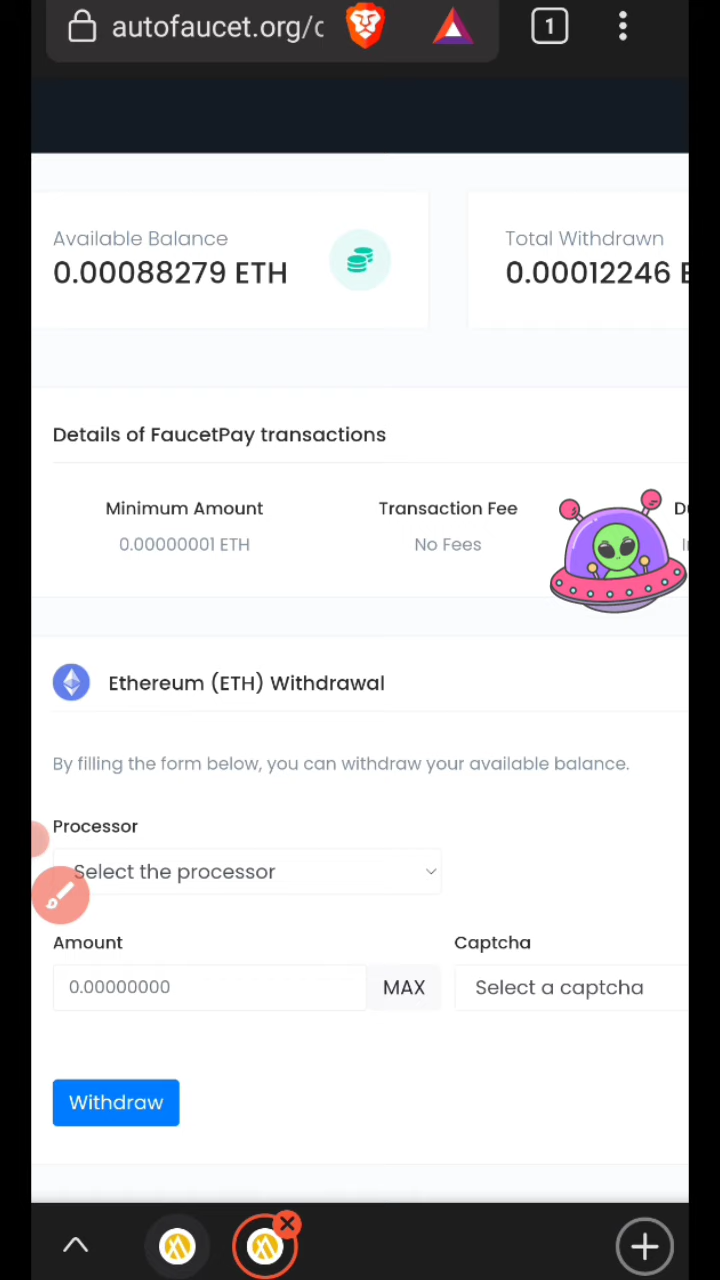 autofaucet.org/c
1
Available Balance
0.00088279 ETH
Total Withdrawn
0.00012246 E
Details of FaucetPay transactions
Minimum Amount
0.00000001 ETH
Transaction Fee
No Fees
Ethereum (ETH) Withdrawal
By filling the form below, you can withdraw your available balance.
Processor
Select the processor
Amount
0.00000000
MAX
Captcha
Select a captcha
Withdraw